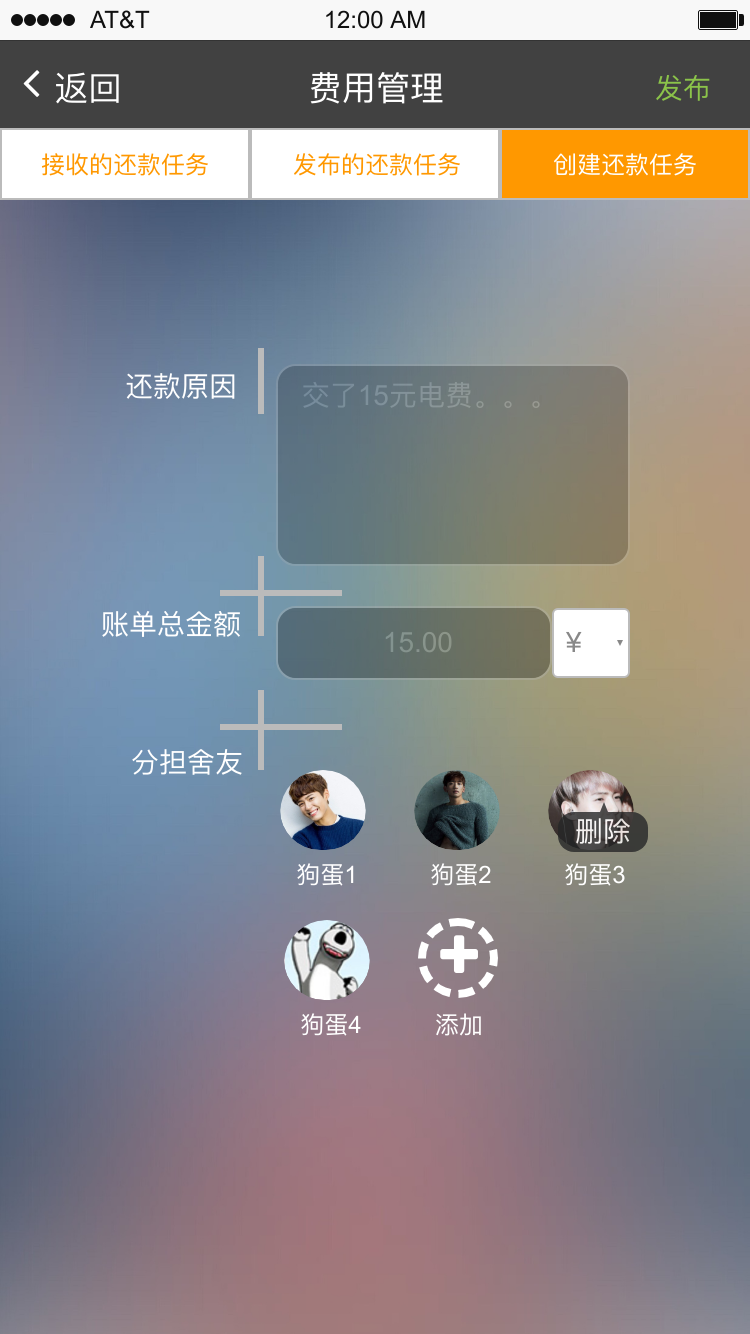 AT&T 12:00 AM
返回 费用管理 发布
接收的还款任务 发布的还款任务 创建还款任务
还款原因
交了15元电费。。。
账单总金额
15.00 ¥
分担舍友
删除
狗蛋1 狗蛋2 狗蛋3
狗蛋4 添加